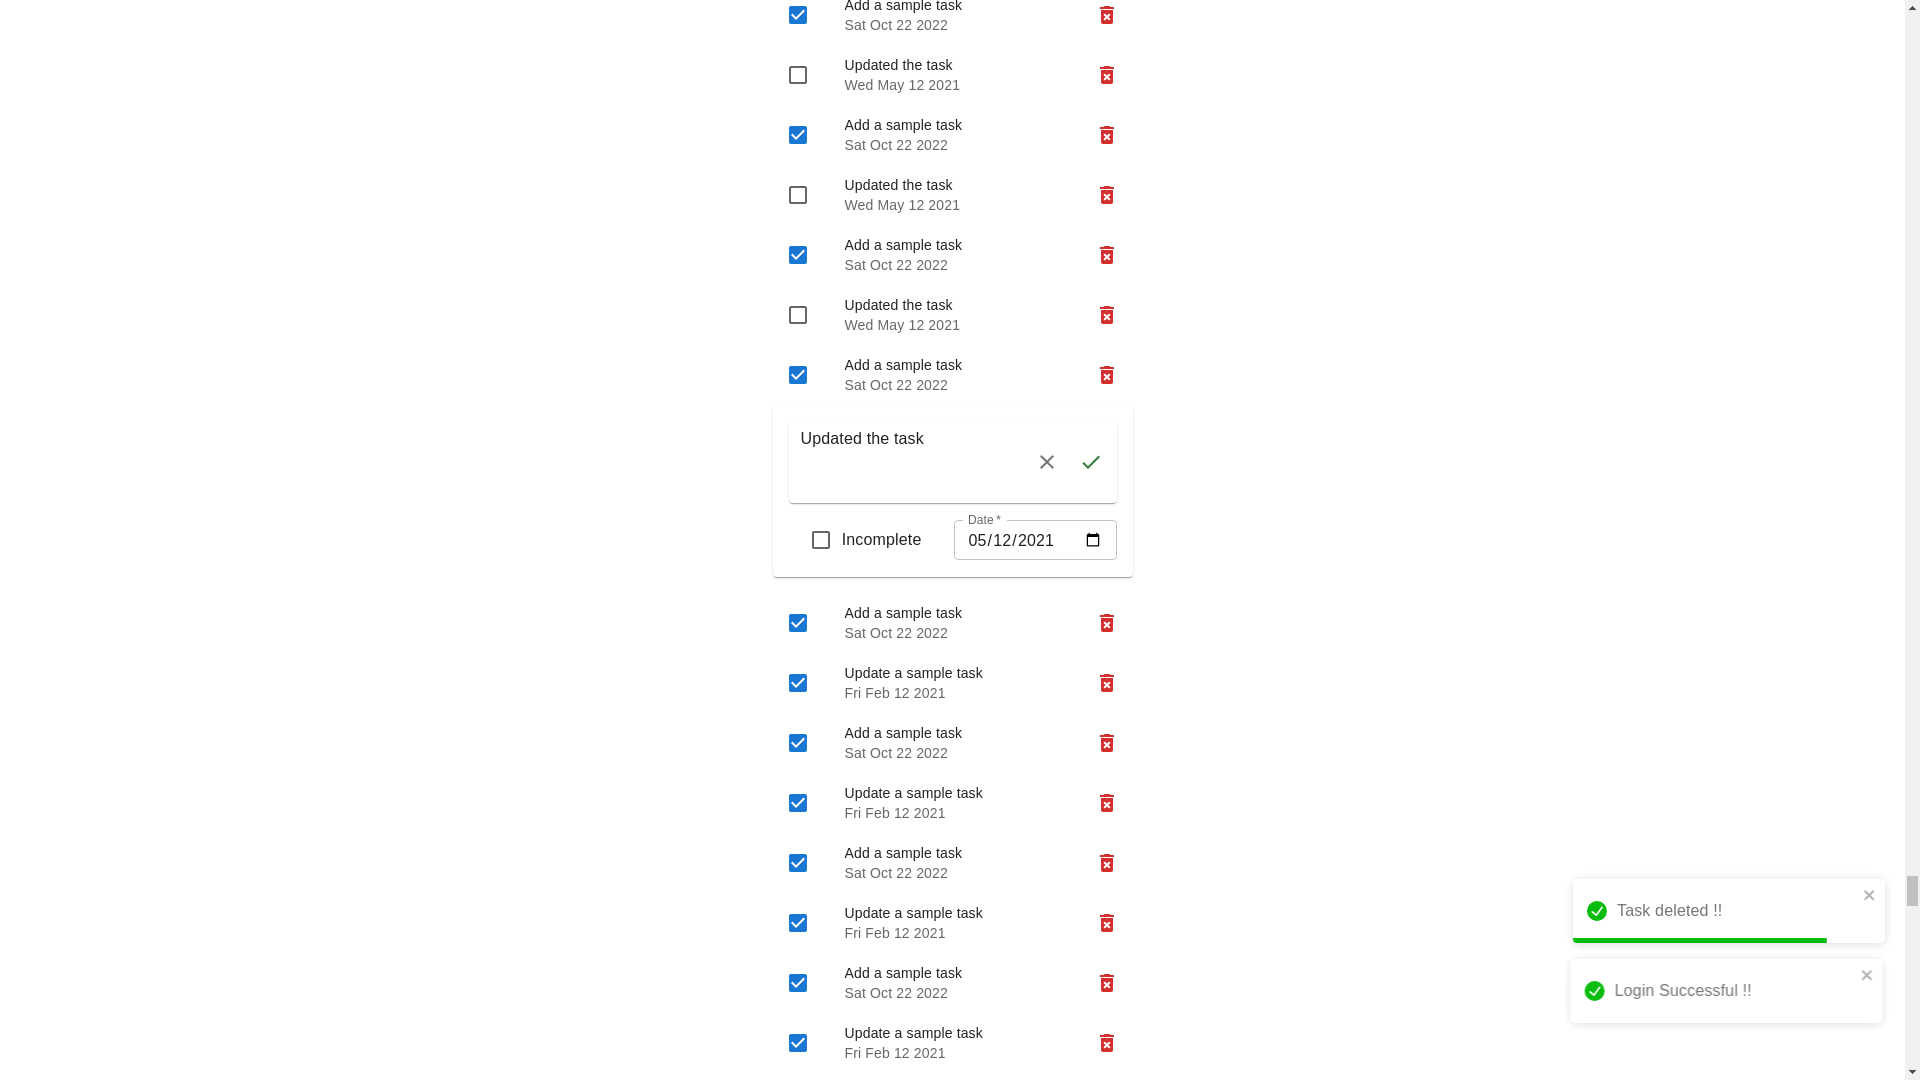 Add a sample task
Sat Oct 22 2022
Updated the task
Wed May 12 2021
Add a sample task
Sat Oct 22 2022
Updated the task
Wed May 12 2021
Add a sample task
Sat Oct 22 2022
Updated the task
Wed May 12 2021
Add a sample task
Sat Oct 22 2022
Updated the task
Date *
Incomplete
05/12/2021
Add a sample task
Sat Oct 22 2022
Update a sample task
Fri Feb 12 2021
Add a sample task
Sat Oct 22 2022
Update a sample task
Fri Feb 12 2021
Add a sample task
Sat Oct 22 2022
Update a sample task
Fri Feb 12 2021
Add a sample task
Sat Oct 22 2022
Update a sample task
Fri Feb 12 2021
Task deleted !!
Login Successful !!